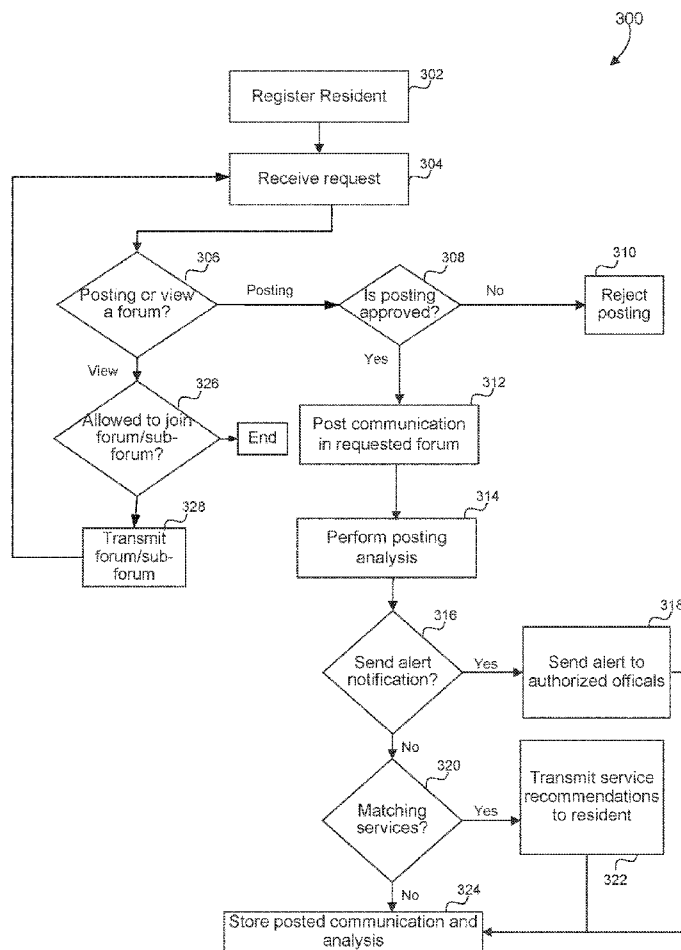 300
302
Register Resident
304
Receive request
306
Posting or view
a forum?
Posting
308
Is posting
approved?
No
310
Reject
posting
View
Yes
326
Allowed to join
forum/sub-
forum?
End
312
Post communication
in requested forum
328
Transmit
forum/sub-
forum
314
Perform posting
analysis
316
Send alert
notification?
Yes
318
Send alert to
authorized officals
No
320
Matching
services?
Yes
Transmit service
recommendations
to resident
322
No
324
Store posted communication and
analysis